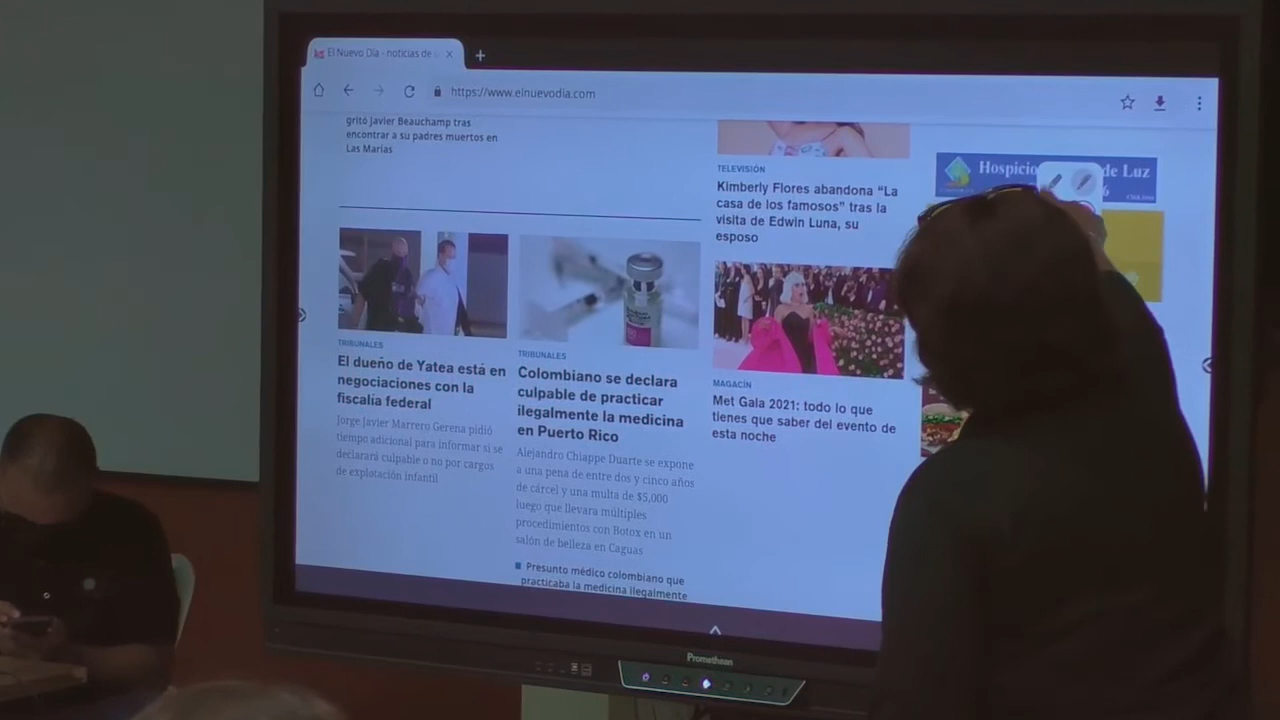 El Nuevo Día - noticias de
https://www.elnuevodia.com
gritó Javier Beauchamp tras
encontrar a su padres muertos en
Las Marías
TRIBUNALES
El dueño de Yatea está en
negociaciones con la
fiscalía federal
Jorge Javier Marrero Gerena pidió
tiempo adicional para informar si se
declarará culpable o no por cargos
de explotación infantil
TRIBUNALES
Colombiano se declara
culpable de practicar
ilegalmente la medicina
en Puerto Rico
Alejandro Chiappe Duarte se expone
a una pena de entre dos y cinco años
de cárcel y una multa de $5,000
luego que llevara múltiples
procedimientos con Botox en un
salón de belleza en Caguas
Presunto médico colombiano que
practicaba la medicina ilegalmente
TELEVISIÓN
Kimberly Flores abandona “La
casa de los famosos” tras la
visita de Edwin Luna, su
esposo
MAGACÍN
Met Gala 2021: todo lo que
tienes que saber del evento de
esta noche
Hospicio de Luz
Promethean